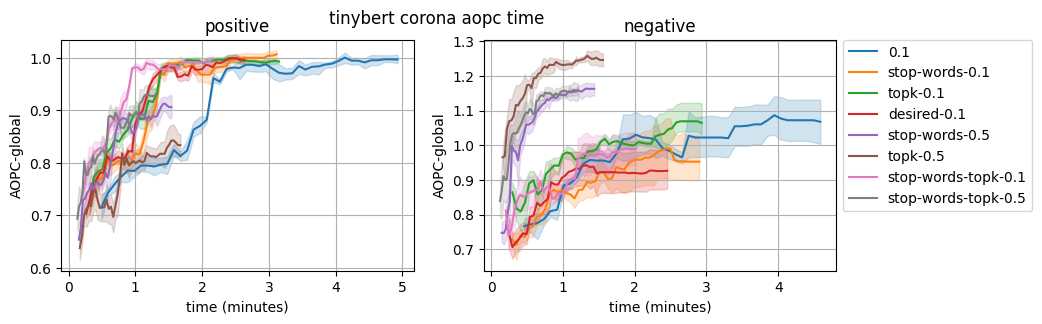 tinybert corona aopc time
positive
AOPC-global
1.0
0.9
0.8
0.7
0.6
0
1
2
3
4
5
time (minutes)
negative
AOPC-global
1.3
1.2
1.1
1.0
0.9
0.8
0.7
0
1
2
3
4
time (minutes)
0.1
stop-words-0.1
topk-0.1
desired-0.1
stop-words-0.5
topk-0.5
stop-words-topk-0.1
stop-words-topk-0.5